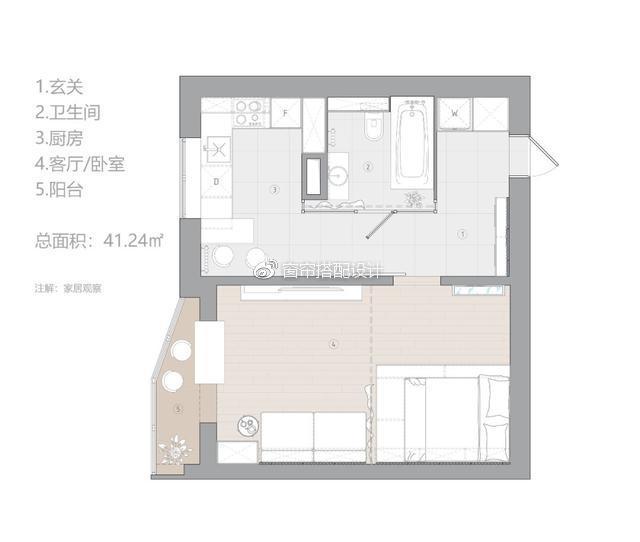 1.玄关
2.卫生间
3.厨房
4.客厅/卧室
5.阳台
总面积：41.24㎡
注解：家居观察
F
W
D
2
3
1
4
5
窗帘搭配设计